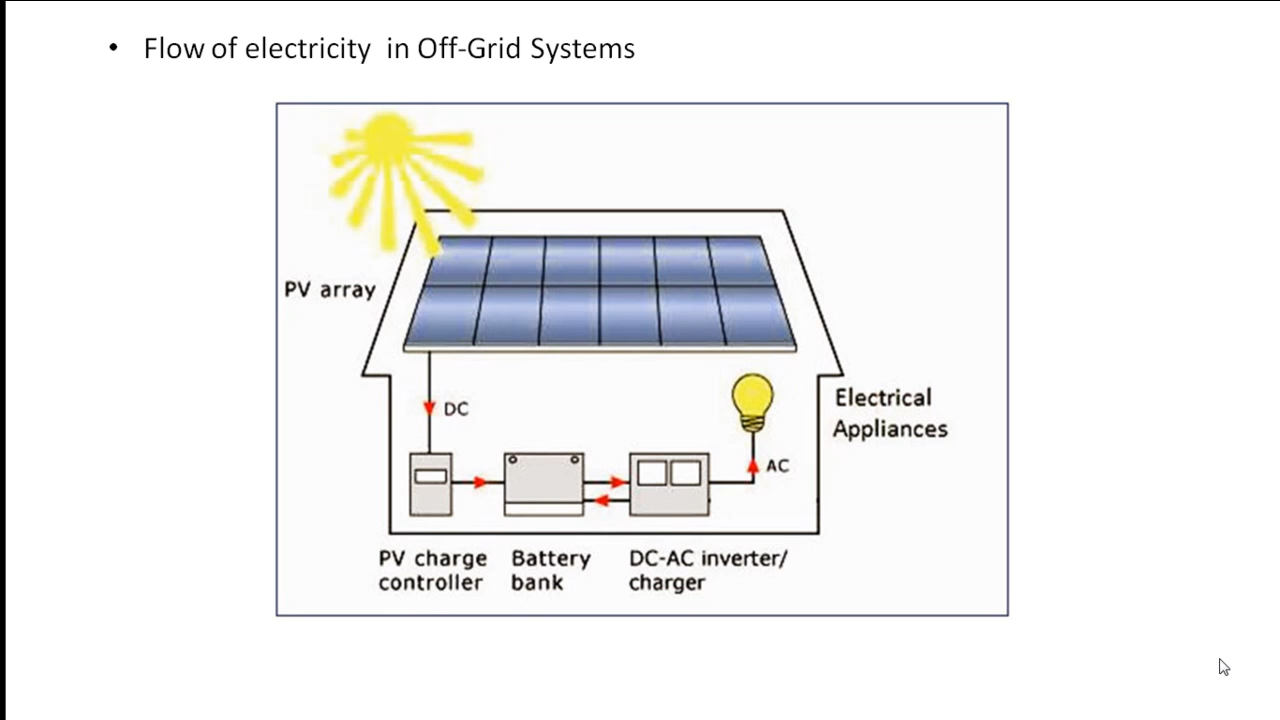 • Flow of electricity in Off-Grid Systems
PV array
DC
Electrical
Appliances
AC
PV charge
controller
Battery
bank
DC-AC inverter/
charger